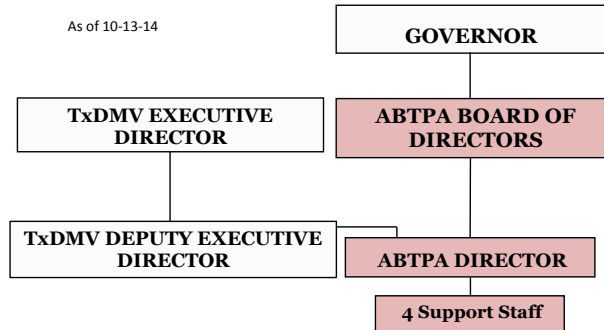 As of 10-13-14
GOVERNOR
TxDMV EXECUTIVE
DIRECTOR
ABTPA BOARD OF
DIRECTORS
TxDMV DEPUTY EXECUTIVE
DIRECTOR
ABTPA DIRECTOR
4 Support Staff